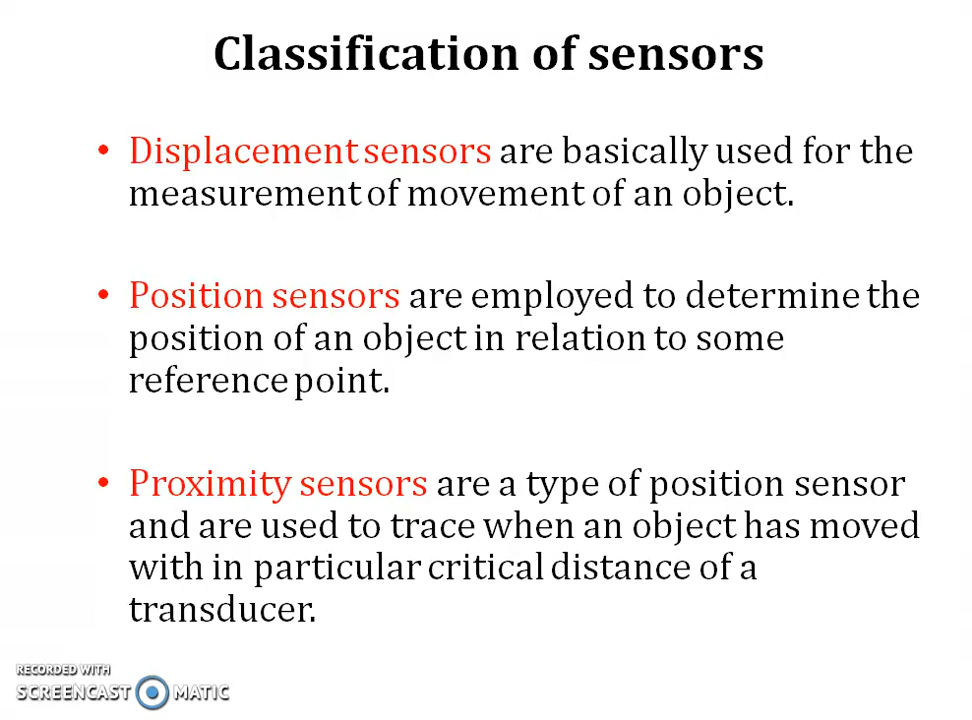 Classification of sensors
• Displacement sensors are basically used for the
measurement of movement of an object.
• Position sensors are employed to determine the
position of an object in relation to some
reference point.
• Proximity sensors are a type of position sensor
and are used to trace when an object has moved
with in particular critical distance of a
transducer.
RECORDED WITH
SCREENCAST MATIC